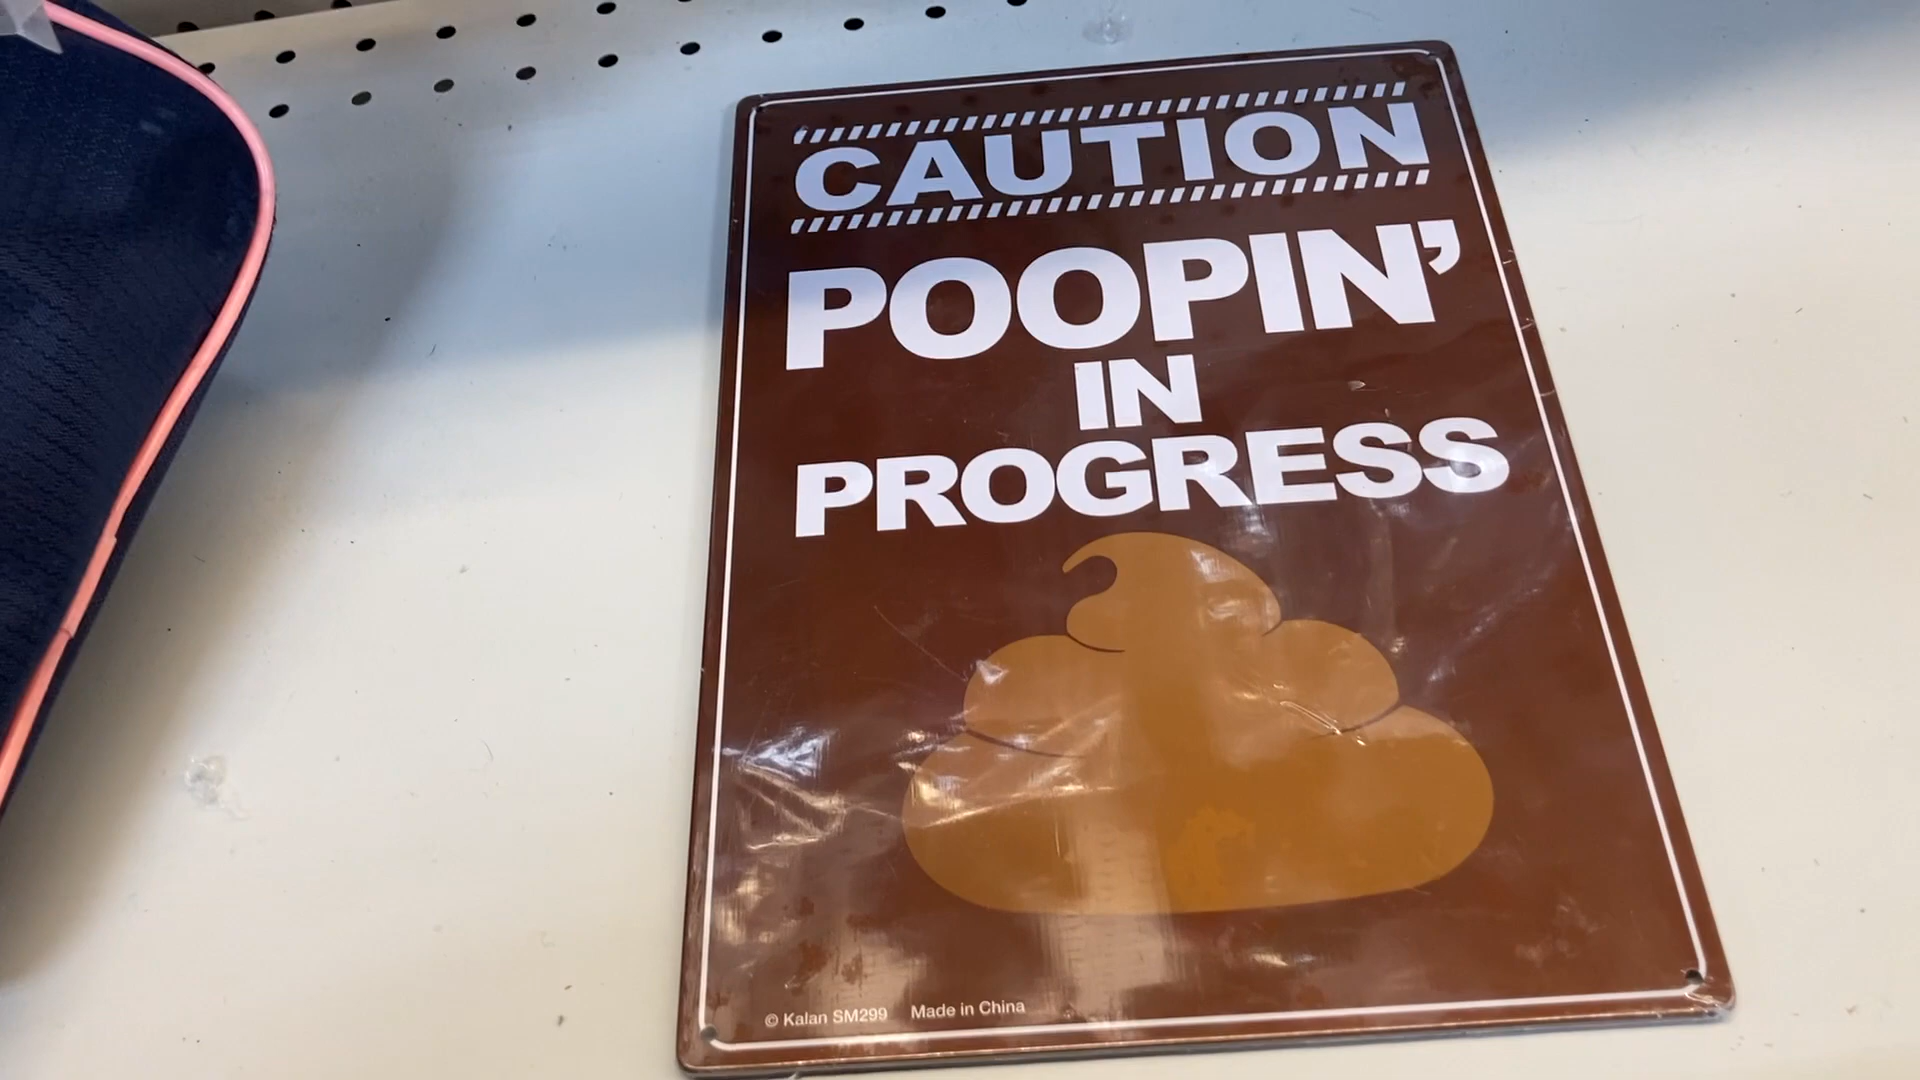 CAUTION
POOPIN’
IN
PROGRESS
© Kalan SM299 Made in China